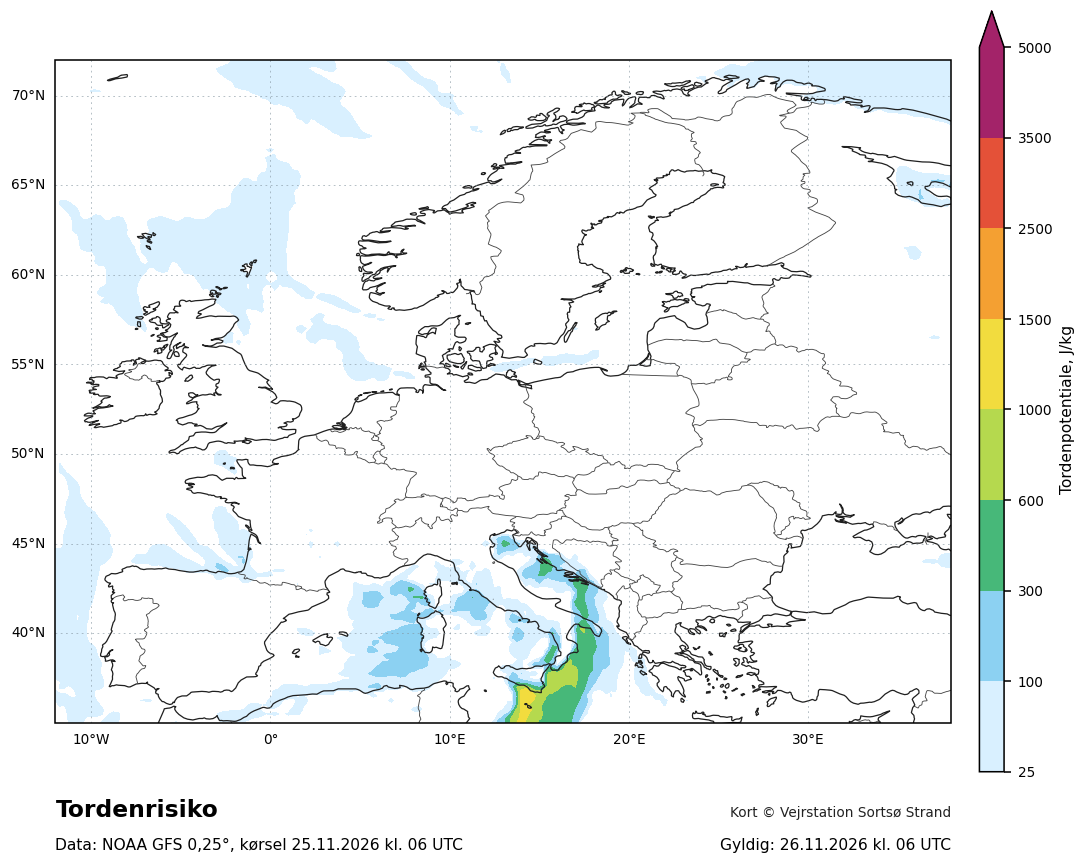 70°N
65°N
60°N
55°N
50°N
45°N
40°N
10°W
0°
10°E
20°E
30°E
5000
3500
2500
1500
1000
600
300
100
25
Tordenpotentiale, J/kg
Tordenrisiko
Kort © Vejrstation Sortsø Strand
Data: NOAA GFS 0,25°, kørsel 25.11.2026 kl. 06 UTC
Gyldig: 26.11.2026 kl. 06 UTC